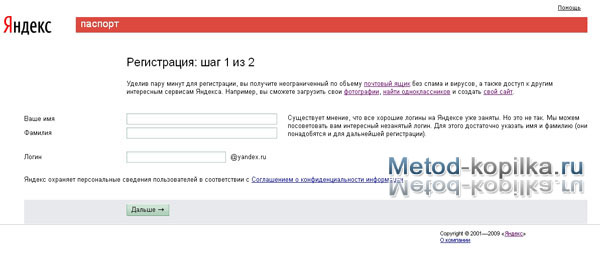 Помощь
Яндекс
паспорт
Регистрация: шаг 1 из 2
Уделив пару минут для регистрации, вы получите неограниченный по объему почтовый ящик без спама и вирусов, а также доступ к другим
интересным сервисам Яндекса. Например, вы сможете загрузить свои фотографии, найти одноклассников и создать свой сайт.
Ваше имя
Фамилия
Существует мнение, что все хорошие логины на Яндексе уже заняты. Но это не так. Мы можем
посоветовать вам интересный незанятый логин. Для этого достаточно указать имя и фамилию (они
понадобятся и для дальнейшей регистрации).
Логин
@yandex.ru
Metod-kopilka.ru
Яндекс охраняет персональные сведения пользователей в соответствии с Соглашением о конфиденциальности информации
Дальше →
Copyright © 2001—2009 «Яндекс»
О компании